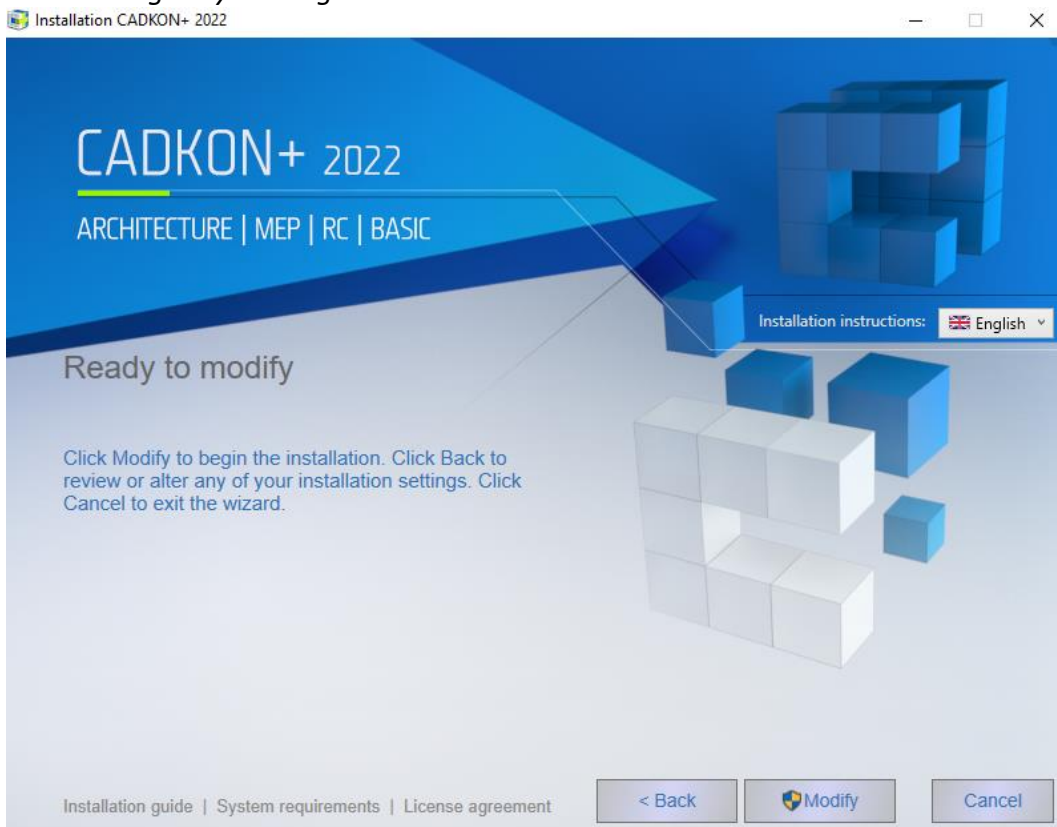 Installation CADKON+ 2022
CADKON+ 2022
ARCHITECTURE | MEP | RC | BASIC
Installation instructions: English
Ready to modify
Click Modify to begin the installation. Click Back to
review or alter any of your installation settings. Click
Cancel to exit the wizard.
Installation guide | System requirements | License agreement
< Back Modify Cancel